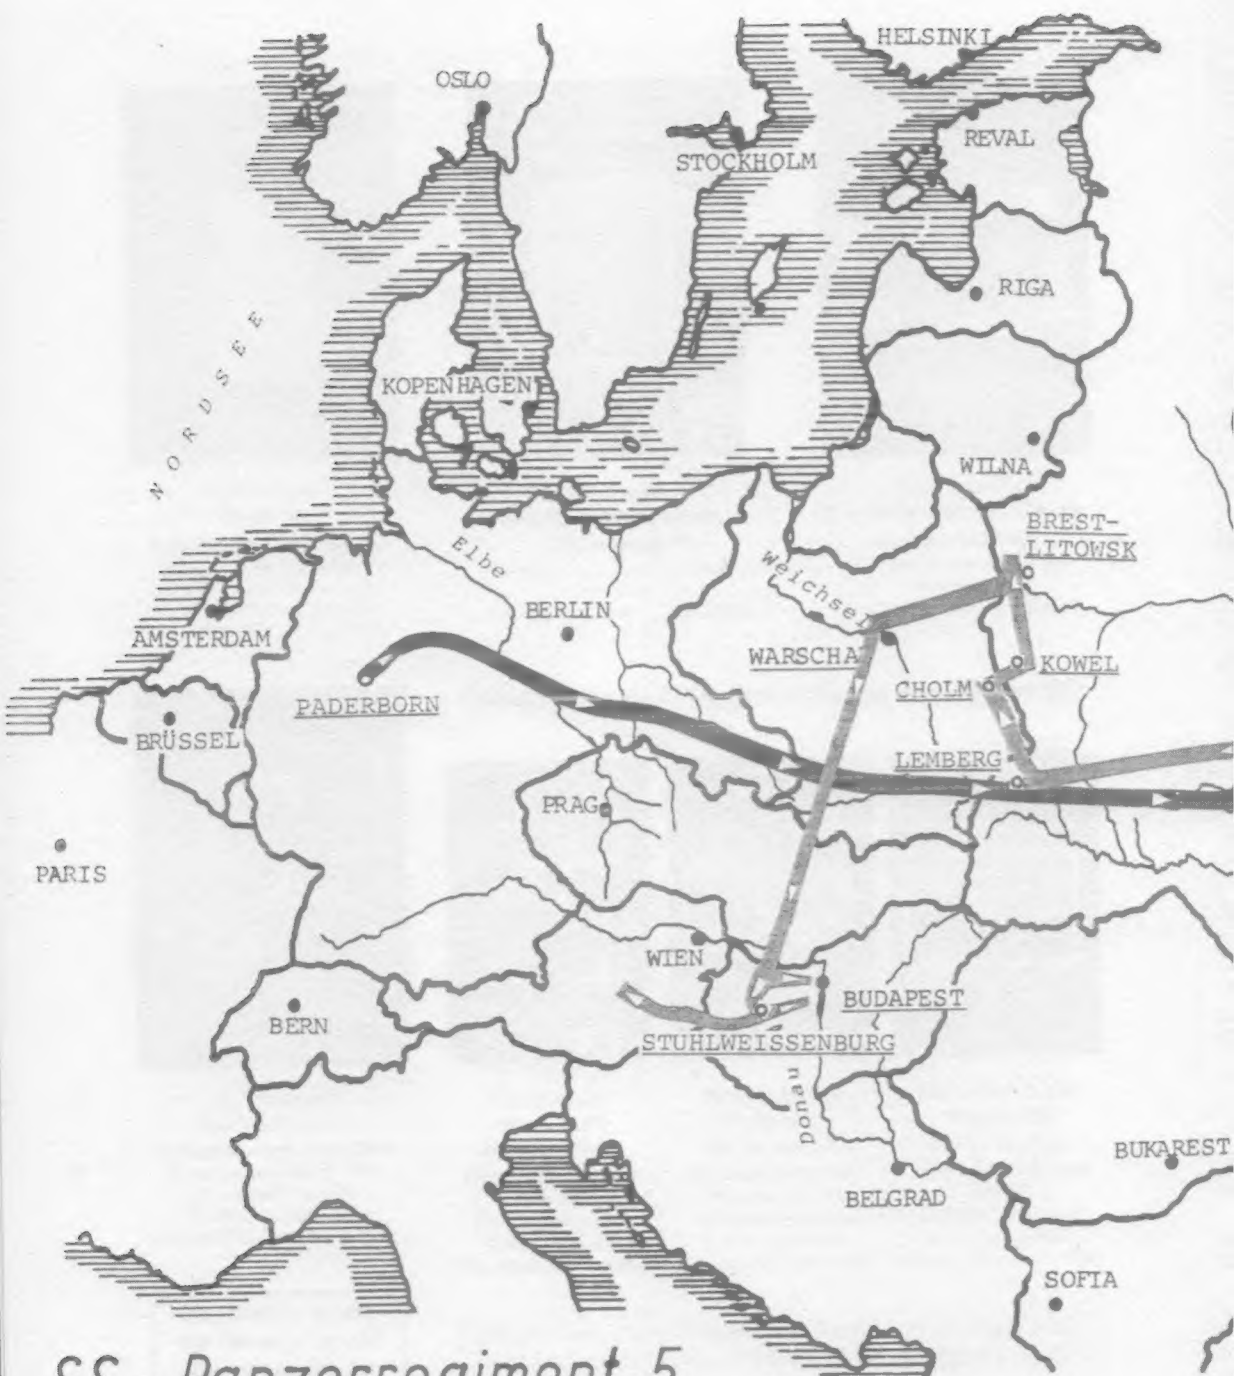 HELSINKI
OSLO
REVAL
STOCKHOLM
RIGA
NORDSEE
KOPENHAGEN
WILNA
BREST-
LITOWSK
Elbe
Weichsel
BERLIN
AMSTERDAM
WARSCHA
KOWEL
CHOLM
PADERBORN
BRÜSSEL
LEMBERG
PRAG
PARIS
WIEN
BUDAPEST
BERN
STUHLWEISSENBURG
Donau
BUKAREST
BELGRAD
SOFIA
SS - Panzerregiment 5